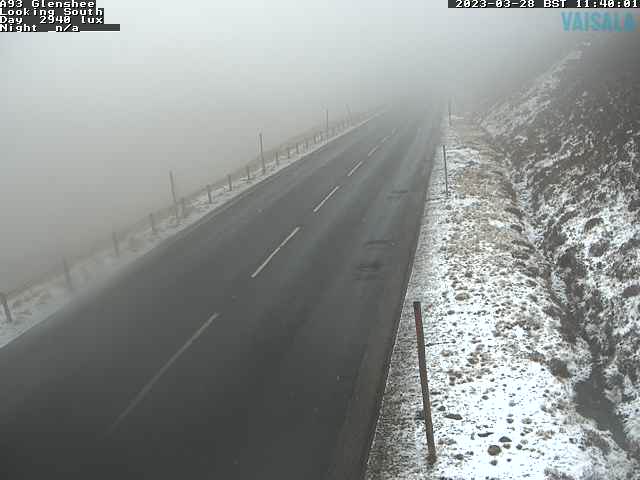 A93 Glenshee
2023-03-28 BST 11:40:01
Looking South
VAISALA
Day 2940 lux
Night n/a